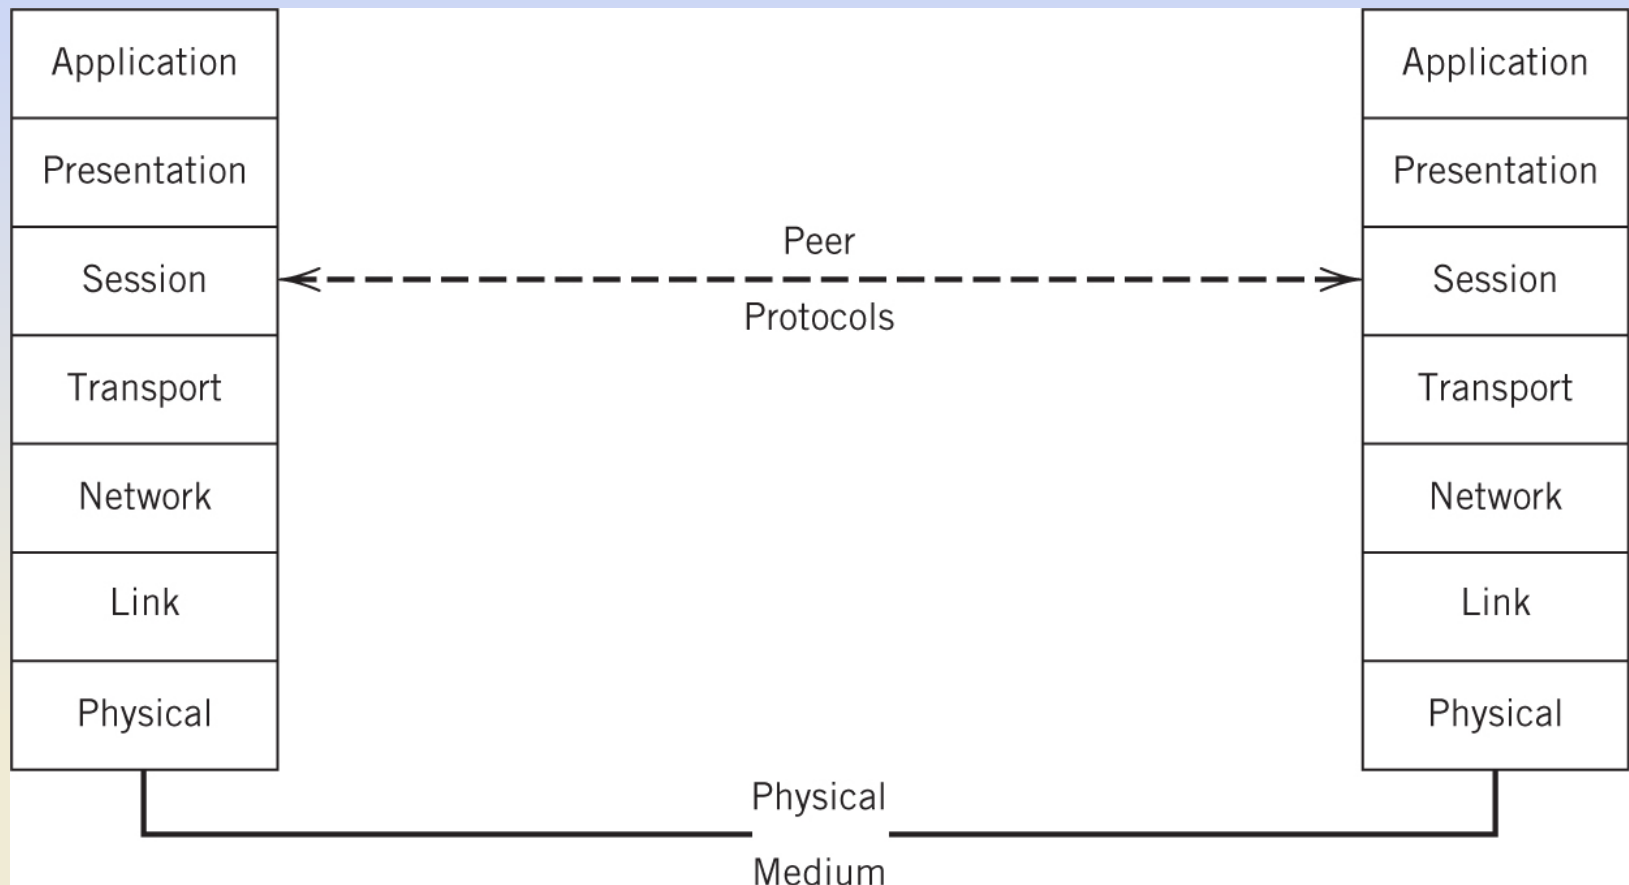 Application
Presentation
Session
Transport
Network
Link
Physical
Peer
Protocols
Physical
Medium
Application
Presentation
Session
Transport
Network
Link
Physical